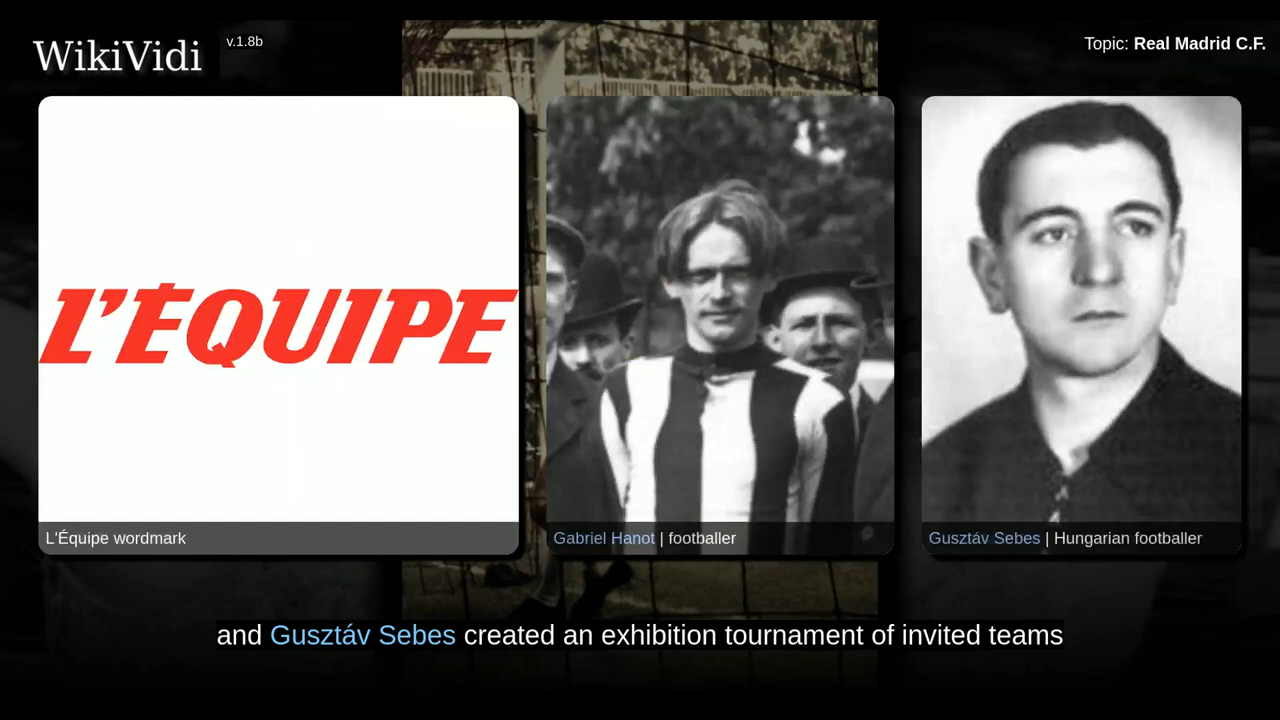 WikiVidi
v.1.8b
Topic: Real Madrid C.F.
L'ÉQUIPE
L'Équipe wordmark
Gabriel Hanot | footballer
Gusztáv Sebes | Hungarian footballer
and Gusztáv Sebes created an exhibition tournament of invited teams